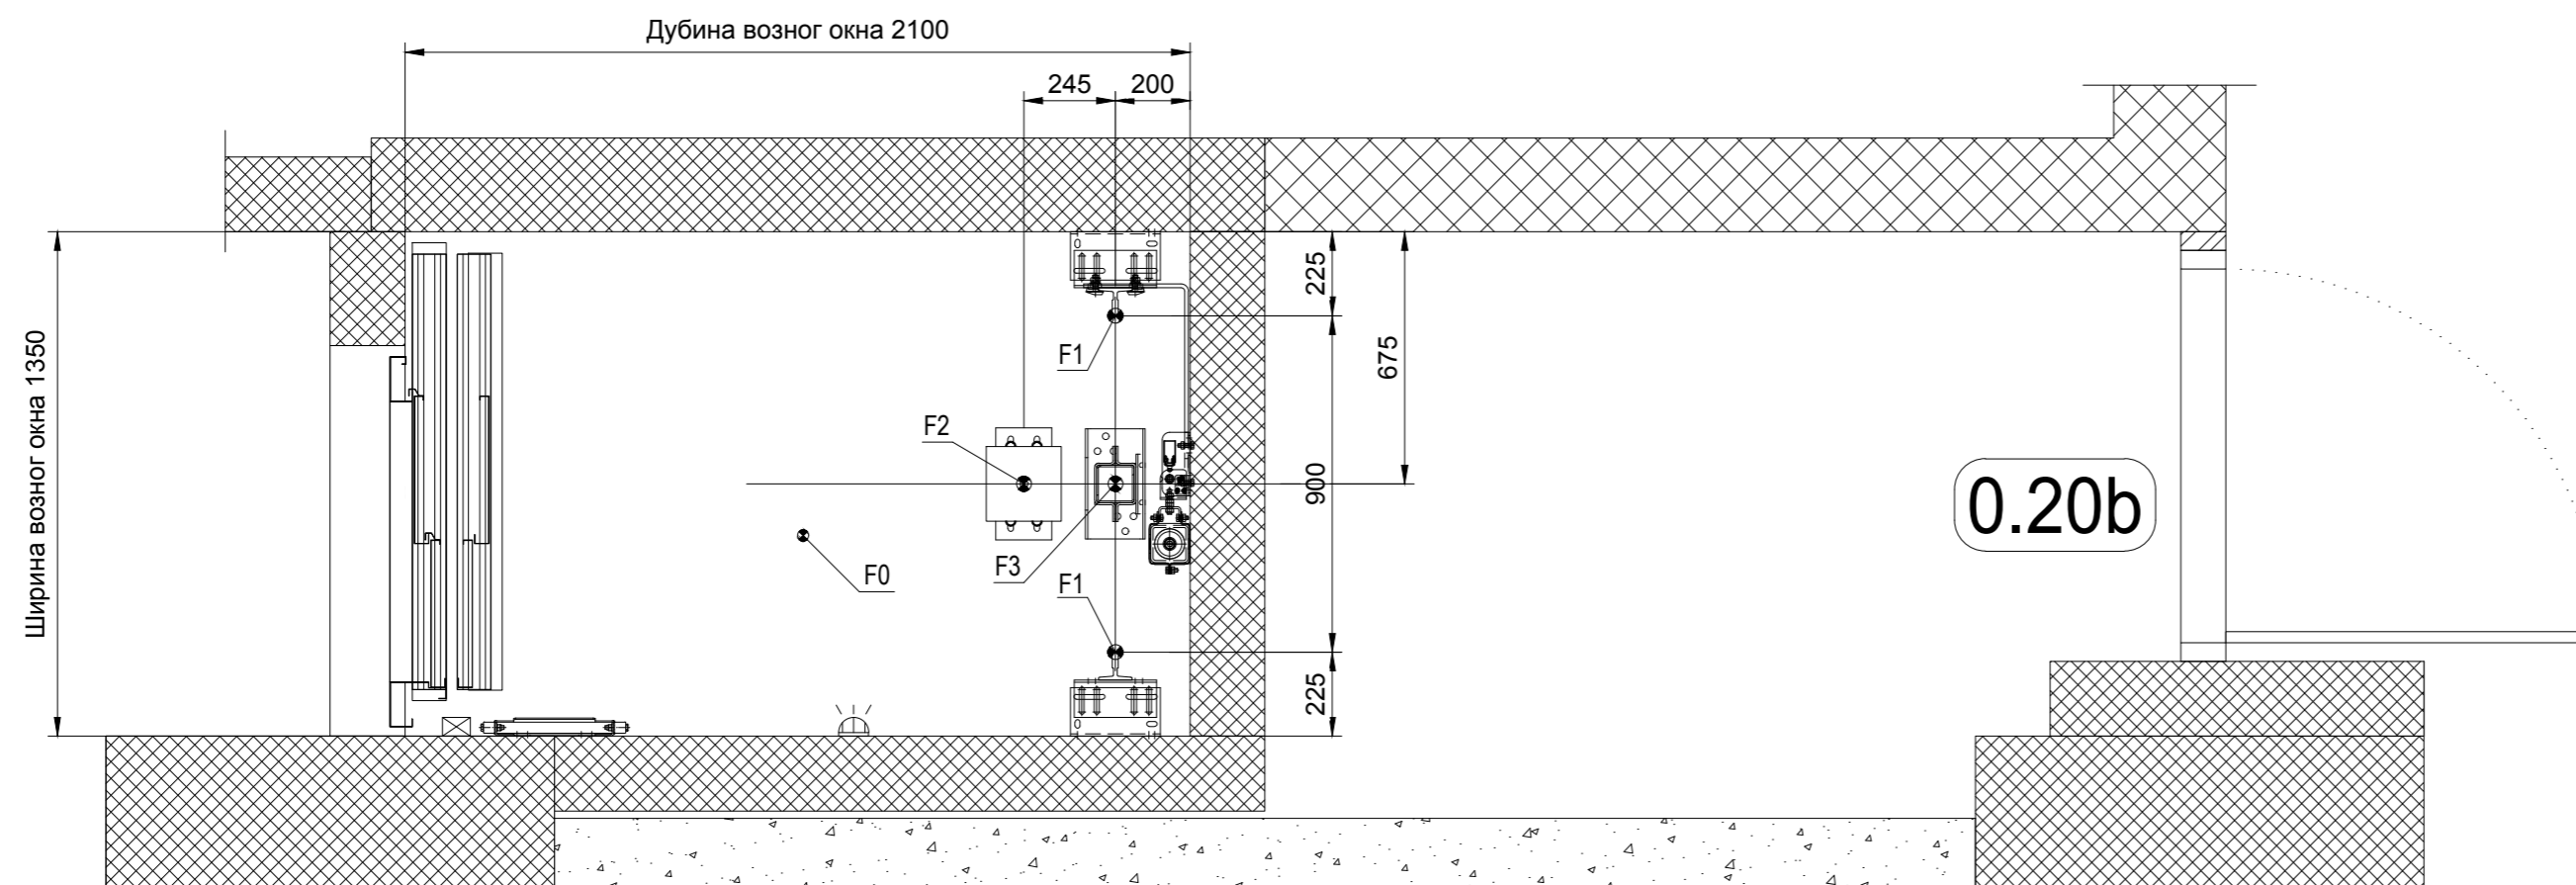 Дубина возног окна 2100
245
200
Ширина возног окна 1350
225
675
F1
F2
900
0.20b
F3
F0
F1
225